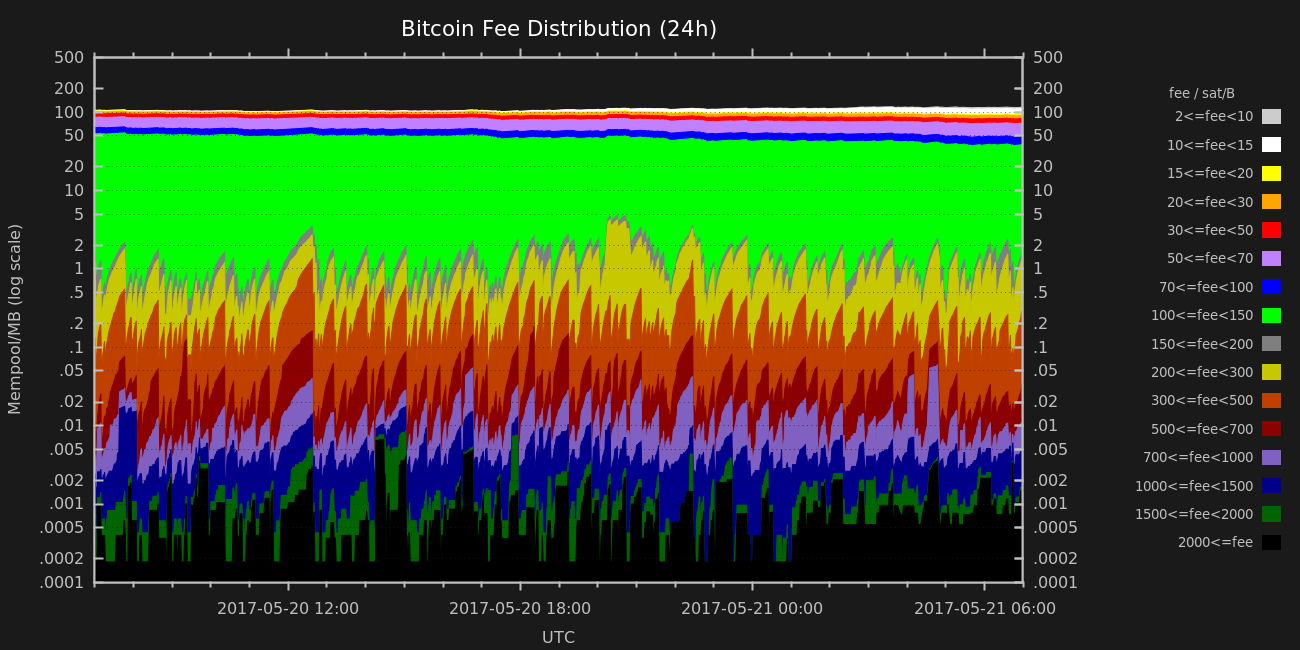 Bitcoin Fee Distribution (24h)
500
200
100
50
20
10
5
2
1
.5
.2
.1
.05
.02
.01
.005
.002
.001
.0005
.0002
.0001
Mempool/MB (log scale)
500
200
100
50
20
10
5
2
1
.5
.2
.1
.05
.02
.01
.005
.002
.001
.0005
.0002
.0001
2017-05-20 12:00
2017-05-20 18:00
2017-05-21 00:00
2017-05-21 06:00
UTC
fee / sat/B
2<=fee<10
10<=fee<15
15<=fee<20
20<=fee<30
30<=fee<50
50<=fee<70
70<=fee<100
100<=fee<150
150<=fee<200
200<=fee<300
300<=fee<500
500<=fee<700
700<=fee<1000
1000<=fee<1500
1500<=fee<2000
2000<=fee